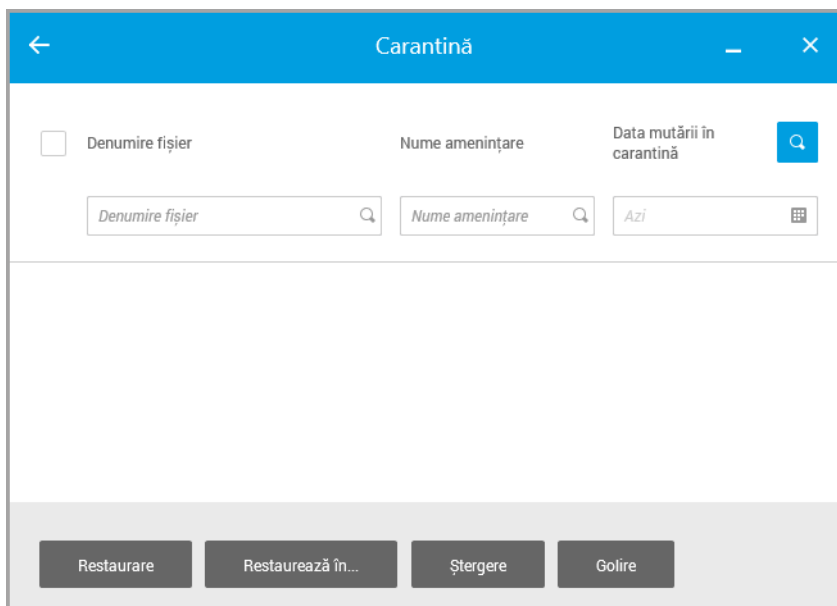 Carantină
Denumire fișier
Nume amenințare
Data mutării în
carantină
Denumire fișier
Nume amenințare
Azi
Restaurare
Restaurează în...
Ștergere
Golire